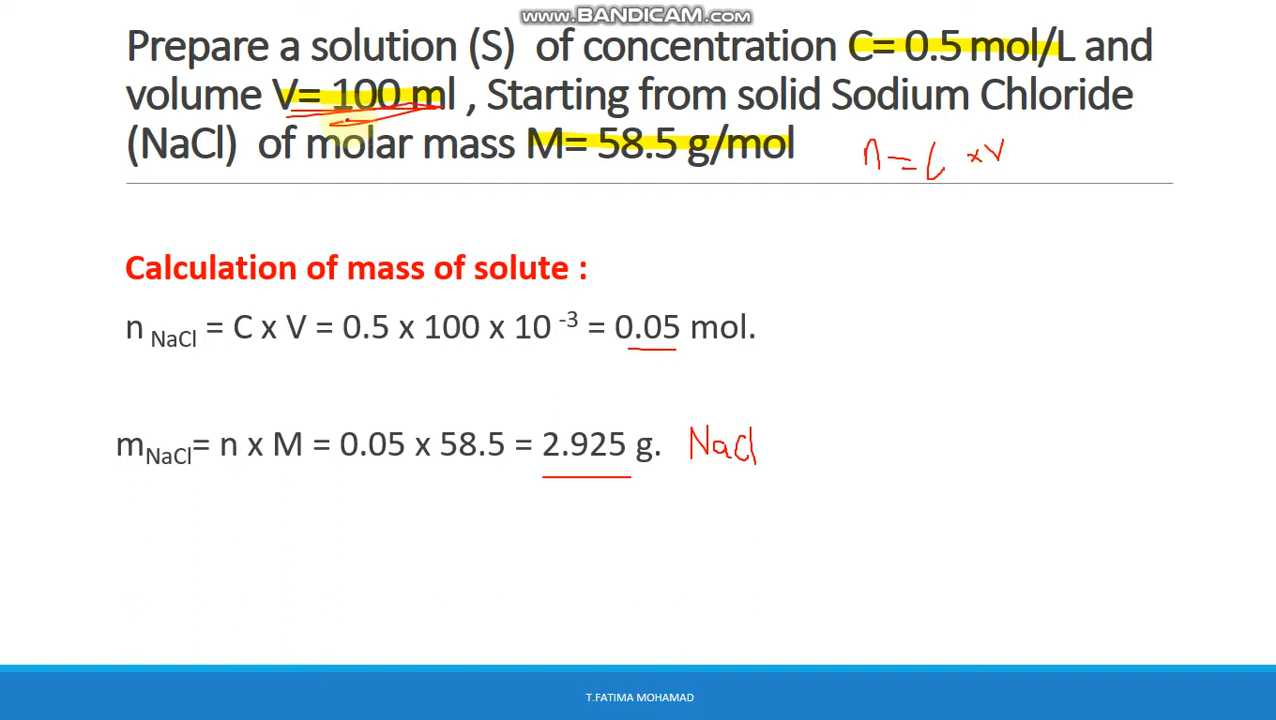 www.BANDICAM.com
Prepare a solution (S) of concentration C= 0.5 mol/L and
volume V= 100 ml , Starting from solid Sodium Chloride
(NaCl) of molar mass M= 58.5 g/mol
n = C × V
Calculation of mass of solute :
n NaCl = C x V = 0.5 x 100 x 10 -3 = 0.05 mol.
mNaCl= n x M = 0.05 x 58.5 = 2.925 g. NaCl
T.FATIMA MOHAMAD